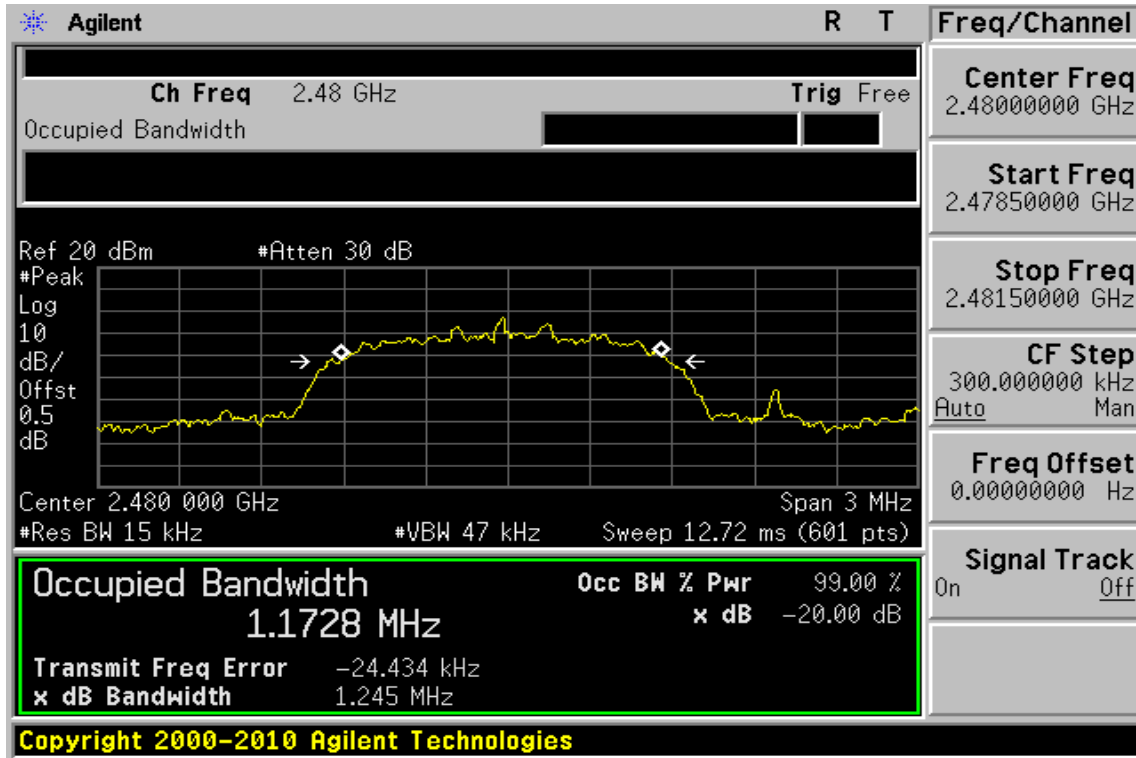 Agilent R T
Ch Freq 2.48 GHz Trig Free
Occupied Bandwidth
Ref 20 dBm #Atten 30 dB
#Peak
Log
10
dB/
Offst
0.5
dB
Center 2.480 000 GHz Span 3 MHz
#Res BW 15 kHz #VBW 47 kHz Sweep 12.72 ms (601 pts)
Occupied Bandwidth
1.1728 MHz
Occ BW % Pwr 99.00 %
x dB -20.00 dB
Transmit Freq Error -24.434 kHz
x dB Bandwidth 1.245 MHz
Copyright 2000-2010 Agilent Technologies
Freq/Channel
Center Freq
2.48000000 GHz
Start Freq
2.47850000 GHz
Stop Freq
2.48150000 GHz
CF Step
300.000000 kHz
Auto Man
Freq Offset
0.00000000 Hz
Signal Track
On Off